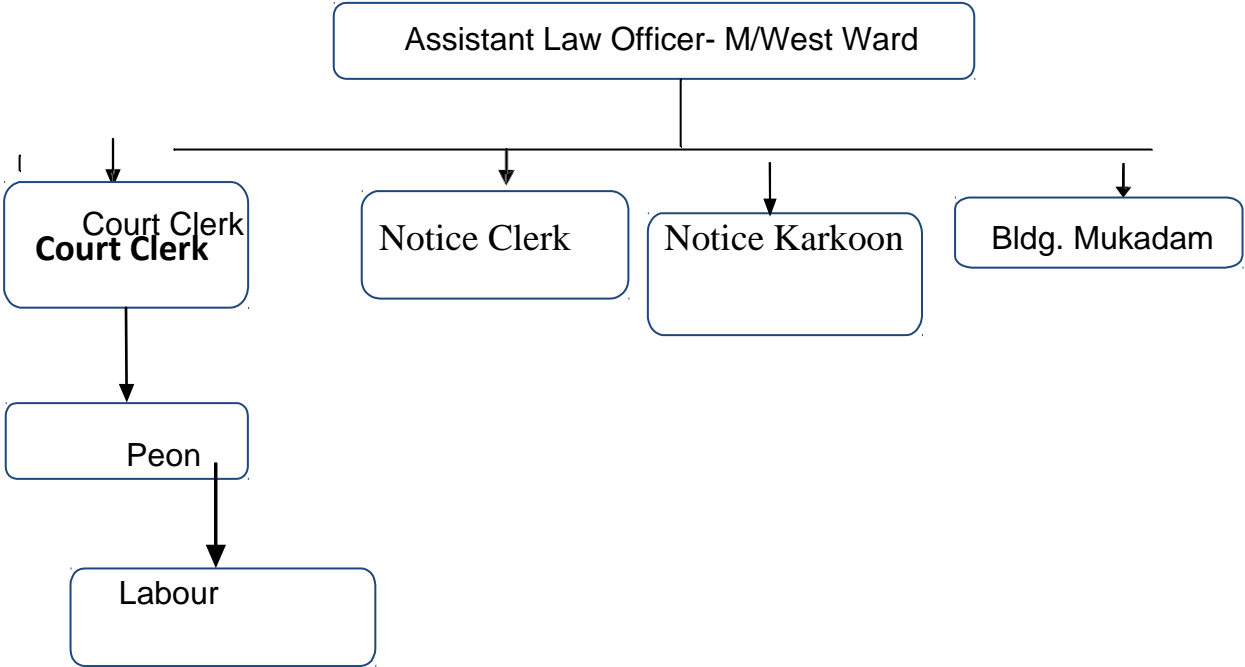 Assistant Law Officer- M/West Ward
Court Clerk
Court Clerk
Notice Clerk
Notice Karkoon
Bldg. Mukadam
Peon
Labour